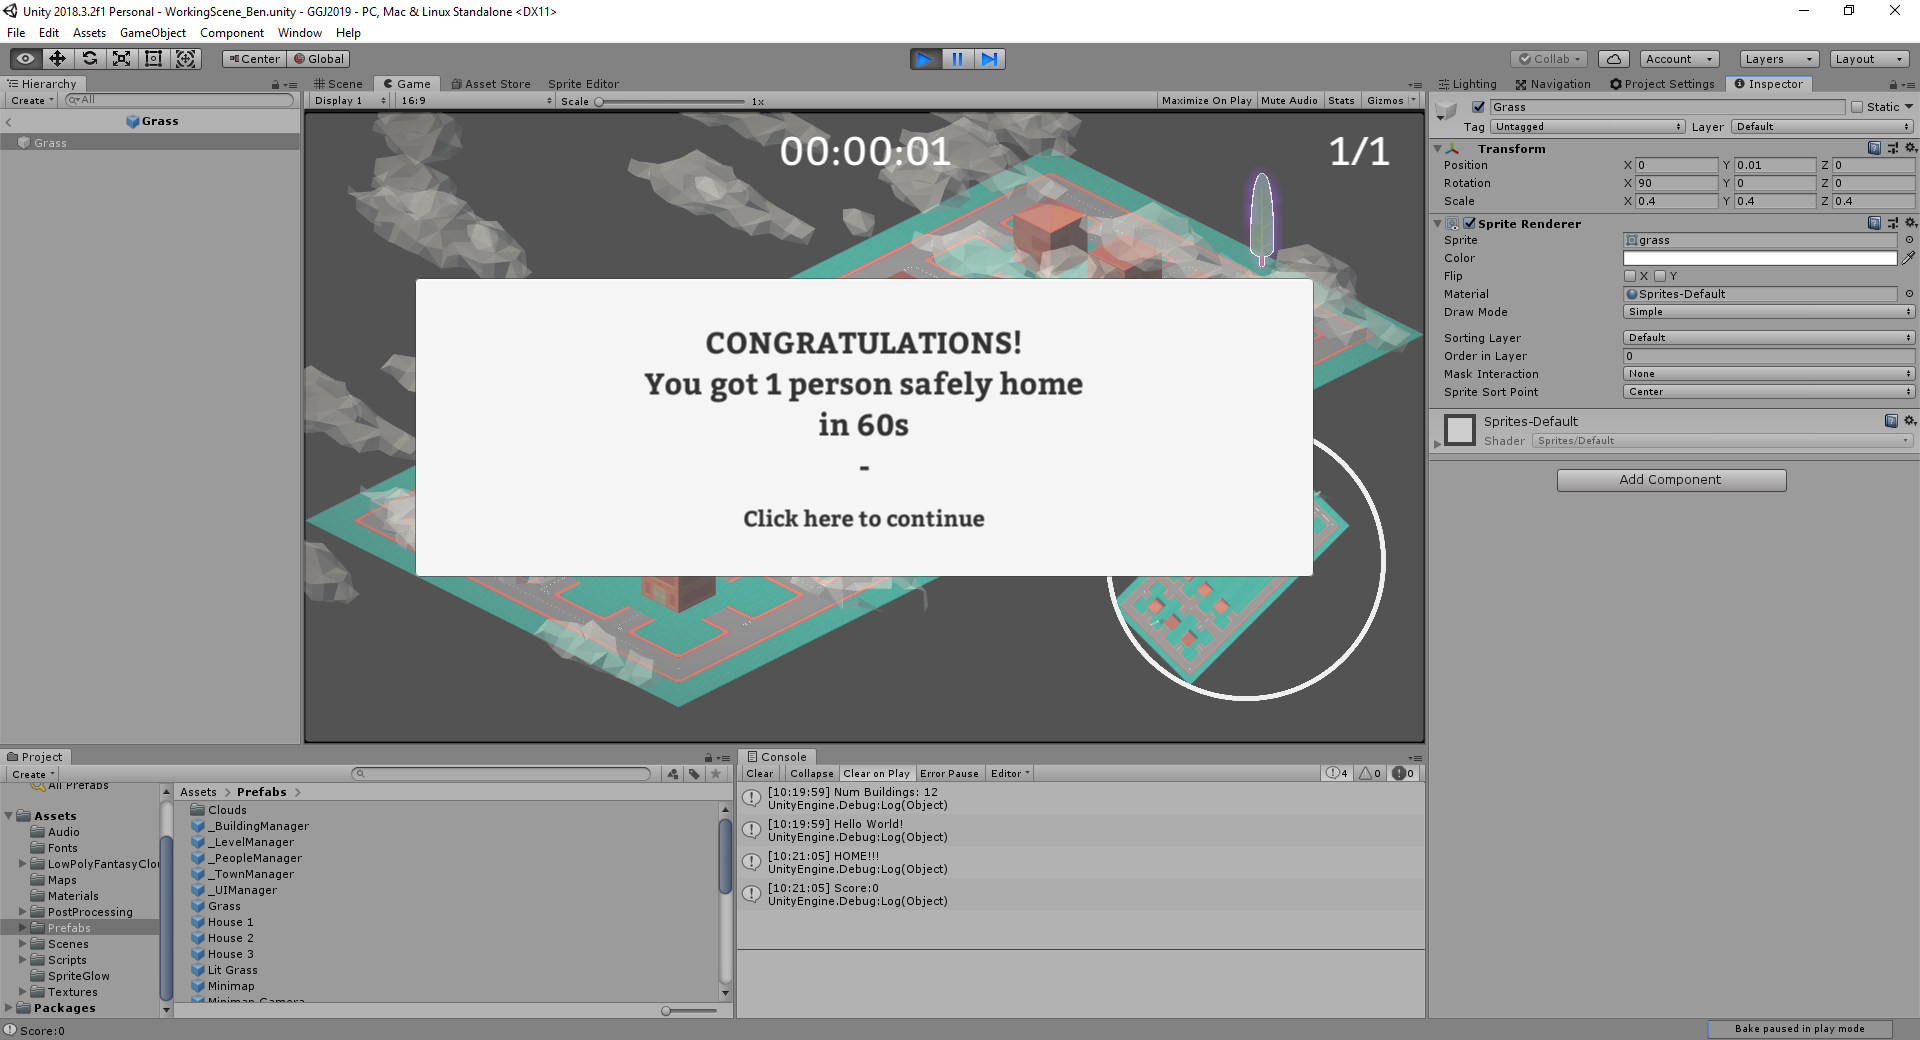 Unity 2018.3.2f1 Personal - WorkingScene_Ben.unity - GGJ2019 - PC, Mac & Linux Standalone <DX11>
File Edit Assets GameObject Component Window Help
Center Global Collab Account Layers Layout
Hierarchy
Create All
Grass
Grass
Scene Game Asset Store Sprite Editor
Display 1 16:9 Scale 1x Maximize On Play Mute Audio Stats Gizmos
00:00:01
1/1
CONGRATULATIONS!
You got 1 person safely home
in 60s
-
Click here to continue
Lighting Navigation Project Settings Inspector
Grass Static
Tag Untagged Layer Default
Transform
Position X 0 Y 0.01 Z 0
Rotation X 90 Y 0 Z 0
Scale X 0.4 Y 0.4 Z 0.4
Sprite Renderer
Sprite grass
Color
Flip X Y
Material Sprites-Default
Draw Mode Simple
Sorting Layer Default
Order in Layer 0
Mask Interaction None
Sprite Sort Point Center
Sprites-Default
Shader Sprites/Default
Add Component
Project
Create
All Prefabs
Assets
Audio
Fonts
LowPolyFantasyClo
Maps
Materials
PostProcessing
Prefabs
Scenes
Scripts
SpriteGlow
Textures
Packages
Assets > Prefabs >
Clouds
_BuildingManager
_LevelManager
_PeopleManager
_TownManager
_UIManager
Grass
House 1
House 2
House 3
Lit Grass
Minimap
Minimap Camera
Console
Clear Collapse Clear on Play Error Pause Editor 4 0 0
[10:19:59] Num Buildings: 12
UnityEngine.Debug:Log(Object)
[10:19:59] Hello World!
UnityEngine.Debug:Log(Object)
[10:21:05] HOME!!!
UnityEngine.Debug:Log(Object)
[10:21:05] Score:0
UnityEngine.Debug:Log(Object)
Score:0
Bake paused in play mode